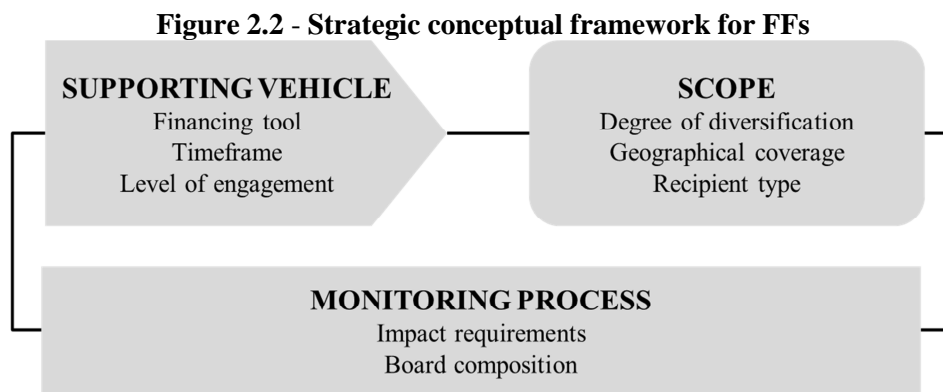 Figure 2.2 - Strategic conceptual framework for FFs
SUPPORTING VEHICLE
Financing tool
Timeframe
Level of engagement
SCOPE
Degree of diversification
Geographical coverage
Recipient type
MONITORING PROCESS
Impact requirements
Board composition